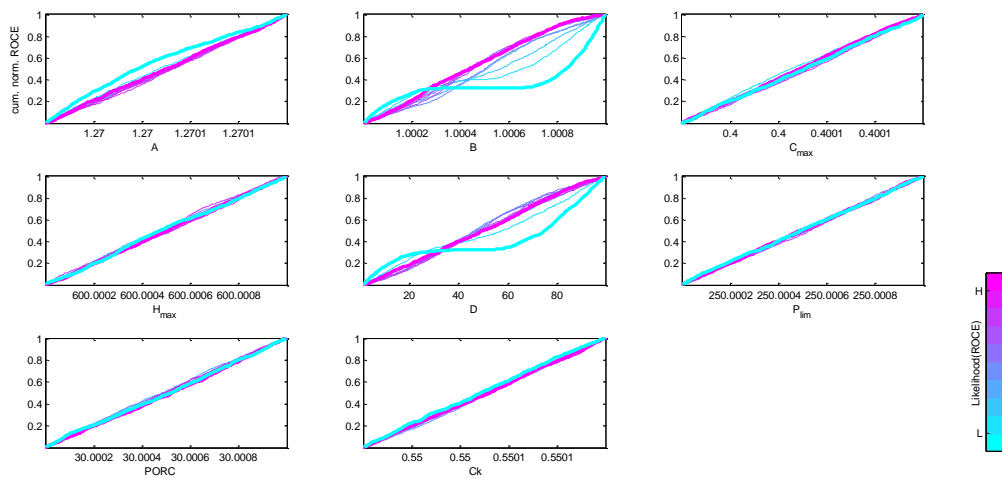 1
0.8
0.6
0.4
0.2
cum. norm. ROCE
1.27 1.27 1.2701 1.2701
A
1
0.8
0.6
0.4
0.2
1.0002 1.0004 1.0006 1.0008
B
1
0.8
0.6
0.4
0.2
0.4 0.4 0.4001 0.4001
C_max
1
0.8
0.6
0.4
0.2
600.0002 600.0004 600.0006 600.0008
H_max
1
0.8
0.6
0.4
0.2
20 40 60 80
D
1
0.8
0.6
0.4
0.2
250.0002 250.0004 250.0006 250.0008
P_lim
1
0.8
0.6
0.4
0.2
30.0002 30.0004 30.0006 30.0008
PORC
1
0.8
0.6
0.4
0.2
0.55 0.55 0.5501 0.5501
Ck
H
Likelihood(ROCE)
L